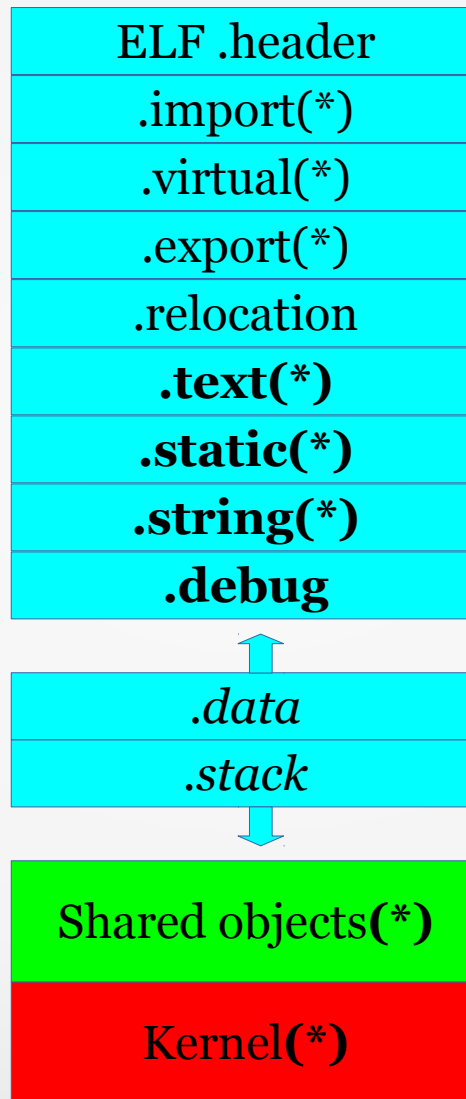 ELF .header
.import(*)
.virtual(*)
.export(*)
.relocation
.text(*)
.static(*)
.string(*)
.debug
.data
.stack
Shared objects(*)
Kernel(*)